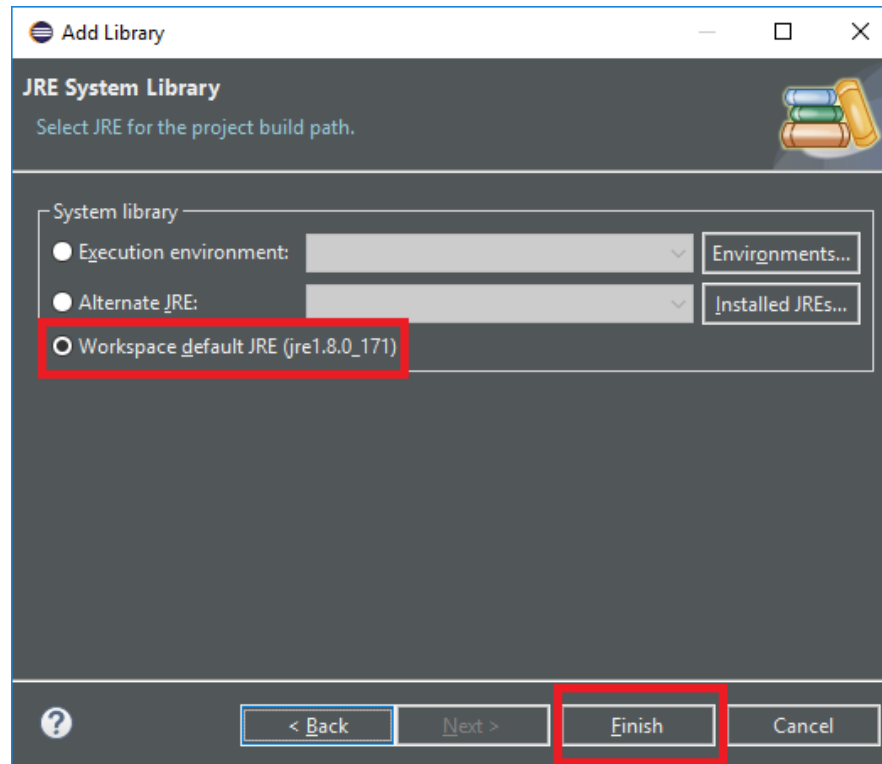 Add Library
JRE System Library
Select JRE for the project build path.
System library
Execution environment:
Environments...
Alternate JRE:
Installed JREs...
Workspace default JRE (jre1.8.0_171)
?
< Back
Next >
Finish
Cancel